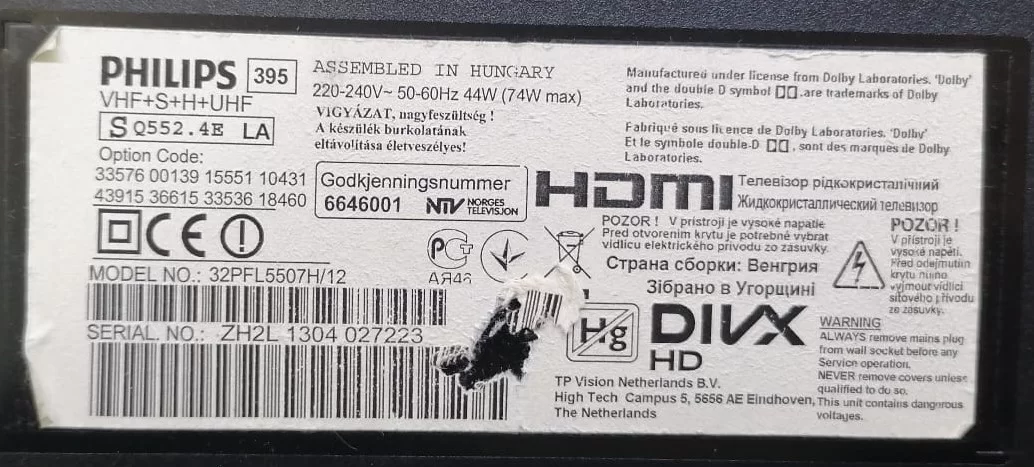 PHILIPS 395
VHF+S+H+UHF
S Q552.4E LA
Option Code:
33576 00139 15551 10431
43915 36615 33536 18460
ASSEMBLED IN HUNGARY
220-240V~ 50-60Hz 44W (74W max)
VIGYÁZAT, nagyfeszültség !
A készülék burkolatának
eltávolítása életveszélyes!
Godkjenningsnummer
6646001 NTV NORGES
TELEVISJON
Manufactured under license from Dolby Laboratories. 'Dolby'
and the double D symbol are trademarks of Dolby
Laboratories.
Fabriqué sous licence de Dolby Laboratories. 'Dolby'
Et le symbole double-D , sont des marques de Dolby
Laboratories.
HDMI
Телевізор рідкокристалічний
Жидкокристаллический телевизор
CE
PCT
АЯ46
POZOR ! V prístroji je vysoké napätie
Pred otvorením krytu je potrebné vybrat
vidlicu elektrického prívodu zo zásuvky.
Страна сборки: Венгрия
Зібрано в Угорщині
POZOR !
V přístroji je
vysoké napětí.
Před odejmutím
krytu nutno
vyjmout vidlici
síťového přívodu
ze zásuvky.
MODEL NO.: 32PFL5507H/12
SERIAL NO.: ZH2L 1304 027223
Hg
DIVX
HD
TP Vision Netherlands B.V.
High Tech Campus 5, 5656 AE Eindhoven,
The Netherlands
WARNING
ALWAYS remove mains plug
from wall socket before any
Service operation.
NEVER remove covers unless
qualified to do so.
This unit contains dangerous
voltages.